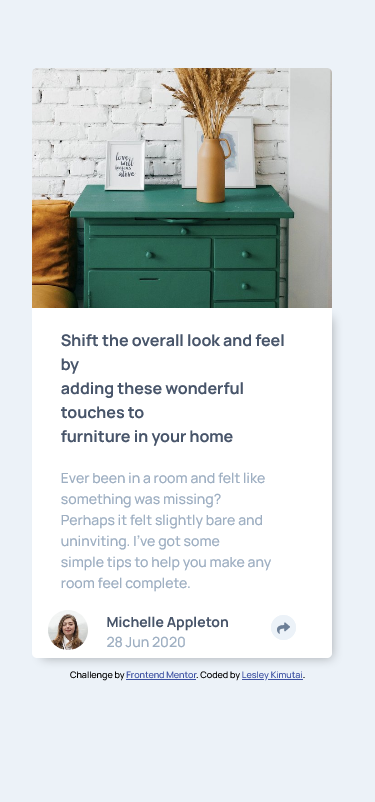 love
will
alone
Shift the overall look and feel
by
adding these wonderful
touches to
furniture in your home
Ever been in a room and felt like
something was missing?
Perhaps it felt slightly bare and
uninviting. I've got some
simple tips to help you make any
room feel complete.
Michelle Appleton
28 Jun 2020
Challenge by Frontend Mentor. Coded by Lesley Kimutai.